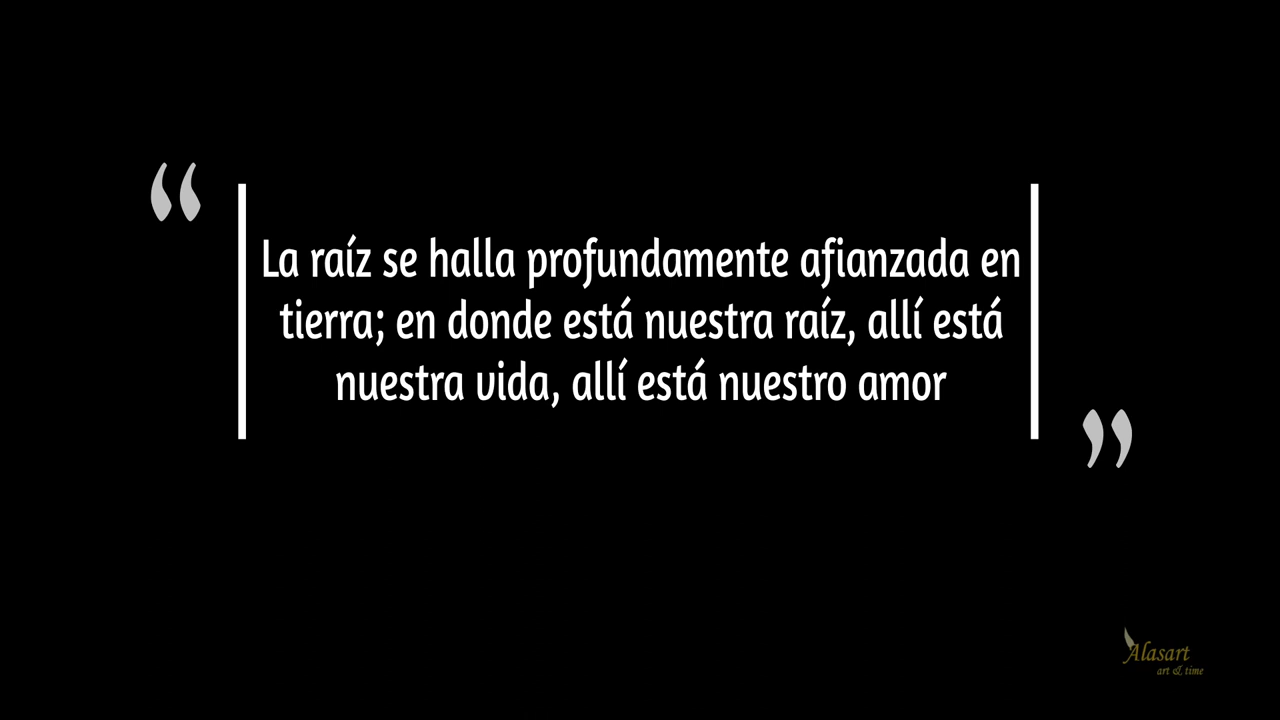 “
La raíz se halla profundamente afianzada en
tierra; en donde está nuestra raíz, allí está
nuestra vida, allí está nuestro amor
”
Alasart
art & time